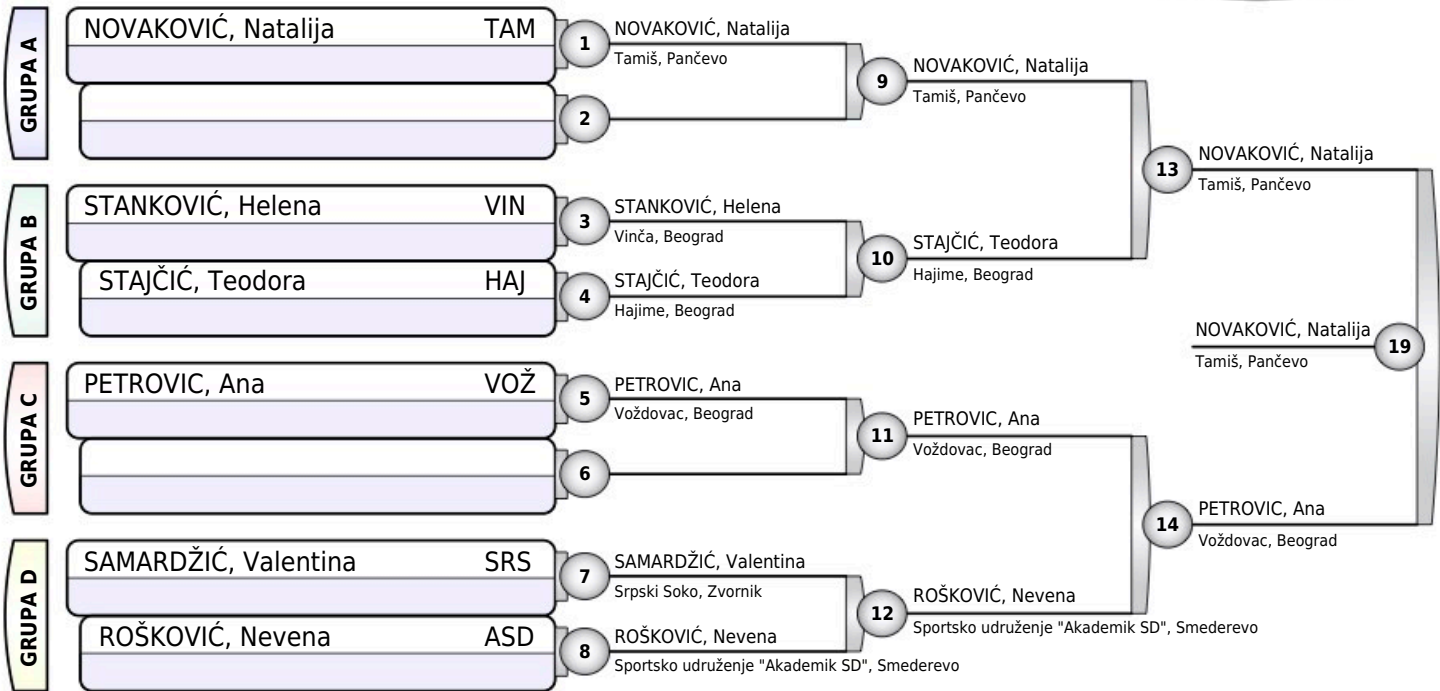 GRUPA A
NOVAKOVIĆ, Natalija TAM
1
NOVAKOVIĆ, Natalija
Tamiš, Pančevo
2
9
NOVAKOVIĆ, Natalija
Tamiš, Pančevo
GRUPA B
STANKOVIĆ, Helena VIN
3
STANKOVIĆ, Helena
Vinča, Beograd
STAJČIĆ, Teodora HAJ
4
STAJČIĆ, Teodora
Hajime, Beograd
10
STAJČIĆ, Teodora
Hajime, Beograd
13
NOVAKOVIĆ, Natalija
Tamiš, Pančevo
GRUPA C
PETROVIC, Ana VOŽ
5
PETROVIC, Ana
Voždovac, Beograd
6
11
PETROVIC, Ana
Voždovac, Beograd
GRUPA D
SAMARDŽIĆ, Valentina SRS
7
SAMARDŽIĆ, Valentina
Srpski Soko, Zvornik
ROŠKOVIĆ, Nevena ASD
8
ROŠKOVIĆ, Nevena
Sportsko udruženje "Akademik SD", Smederevo
12
ROŠKOVIĆ, Nevena
Sportsko udruženje "Akademik SD", Smederevo
14
PETROVIC, Ana
Voždovac, Beograd
NOVAKOVIĆ, Natalija
Tamiš, Pančevo
19